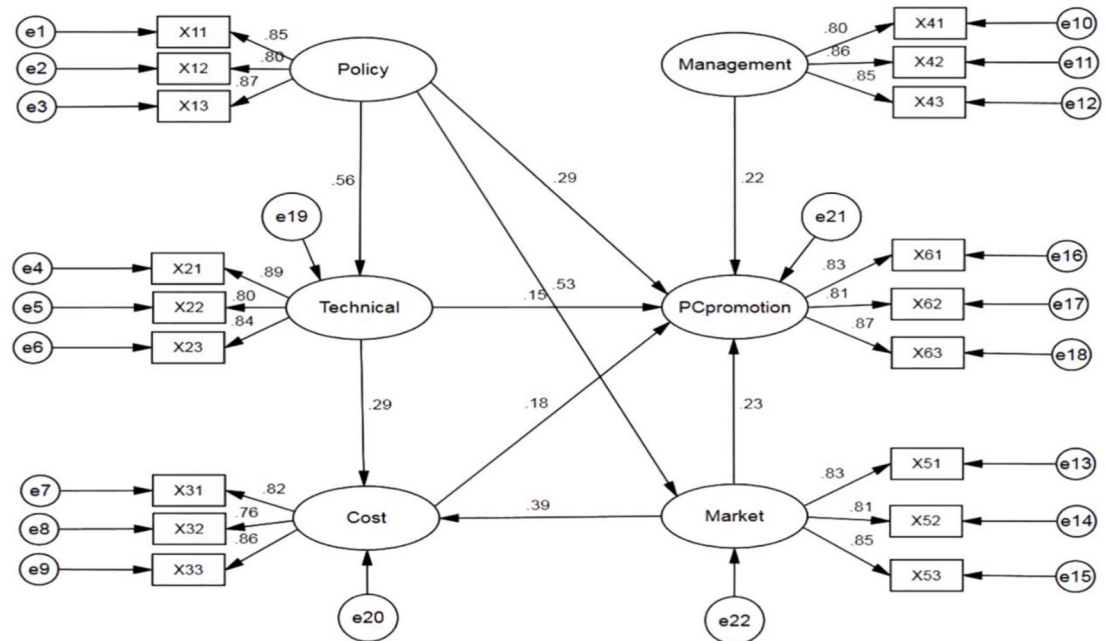 e1
X11
.85
e2
X12
.80
e3
X13
.87
Policy
Management
.80
X41
e10
.86
X42
e11
.85
X43
e12
.56
.29
.22
e19
e21
e4
X21
.89
e5
X22
.80
e6
X23
.84
Technical
.15
.53
PCpromotion
.83
X61
e16
.81
X62
e17
.87
X63
e18
.29
.18
.23
e7
X31
.82
e8
X32
.76
e9
X33
.86
Cost
.39
Market
.83
X51
e13
.81
X52
e14
.85
X53
e15
e20
e22